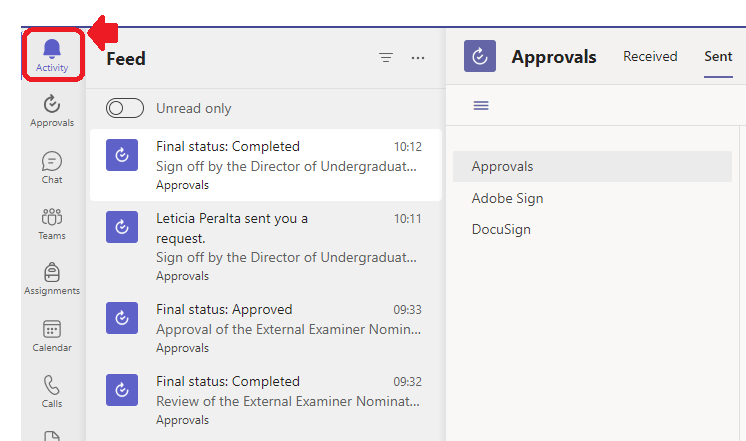 Activity
Approvals
Chat
Teams
Assignments
Calendar
Calls
Feed
Unread only
Final status: Completed 10:12
Sign off by the Director of Undergraduat...
Approvals
Leticia Peralta sent you a 10:11
request.
Sign off by the Director of Undergraduat...
Approvals
Final status: Approved 09:33
Approval of the External Examiner Nomin...
Approvals
Final status: Completed 09:32
Review of the External Examiner Nominat...
Approvals
Approvals Received Sent
Approvals
Adobe Sign
DocuSign